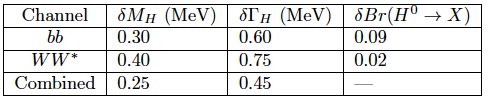 Channel δM_H (MeV) δΓ_H (MeV) δBr(H^0 → X)
bb 0.30 0.60 0.09
WW* 0.40 0.75 0.02
Combined 0.25 0.45 —